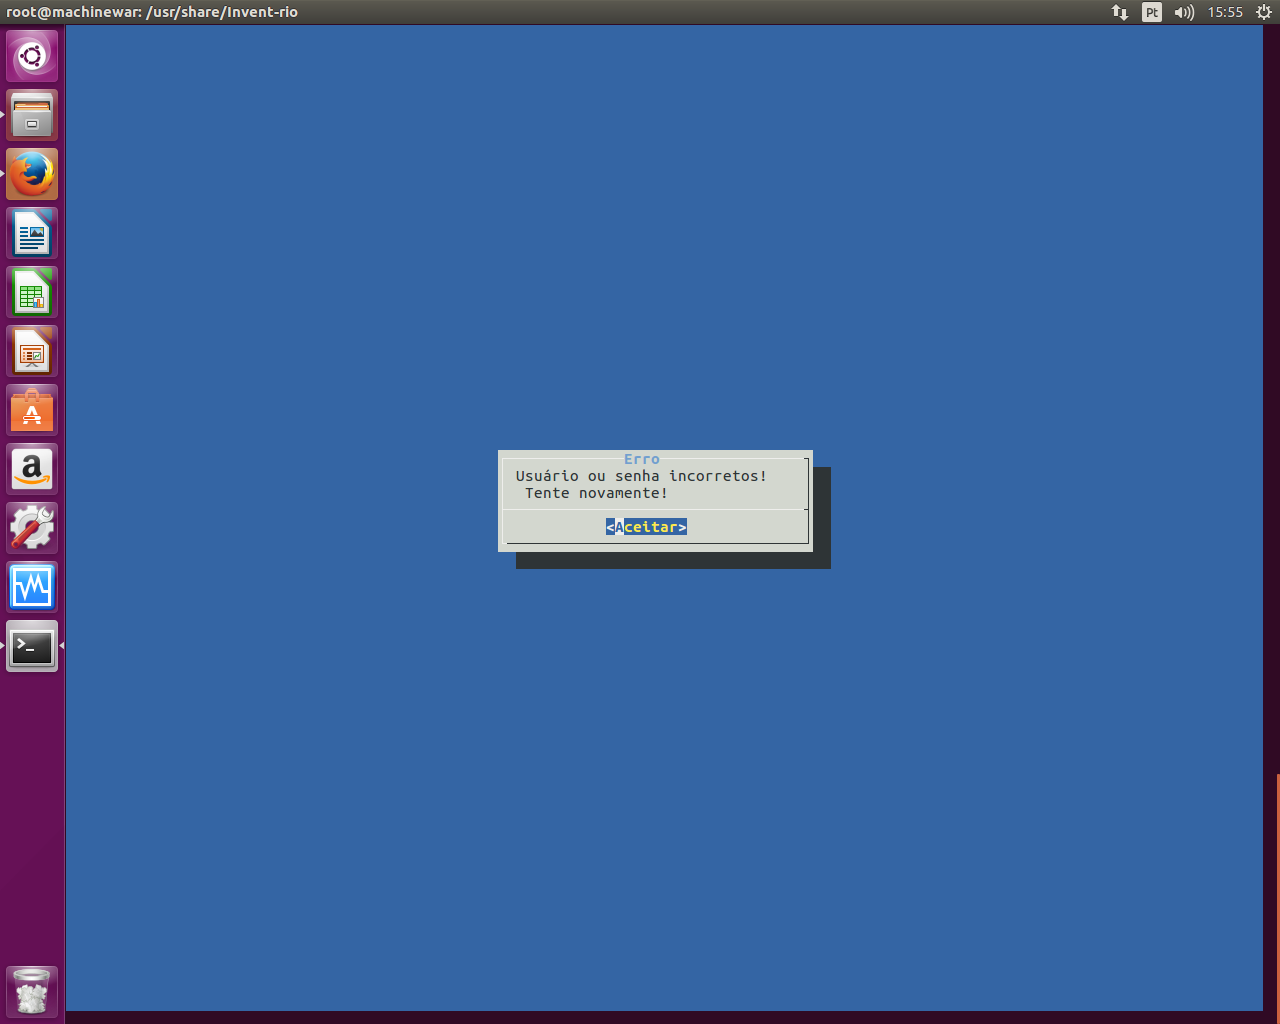 root@machinewar: /usr/share/Invent-rio
Pt
15:55
Erro
Usuário ou senha incorretos!
Tente novamente!
<Aceitar>